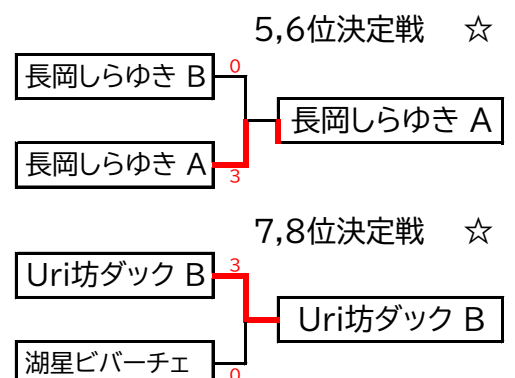 5,6位決定戦 ☆
長岡しらゆき B
0
長岡しらゆき A
長岡しらゆき A
3
7,8位決定戦 ☆
Uri坊ダック B
3
Uri坊ダック B
湖星ビバーチェ
0